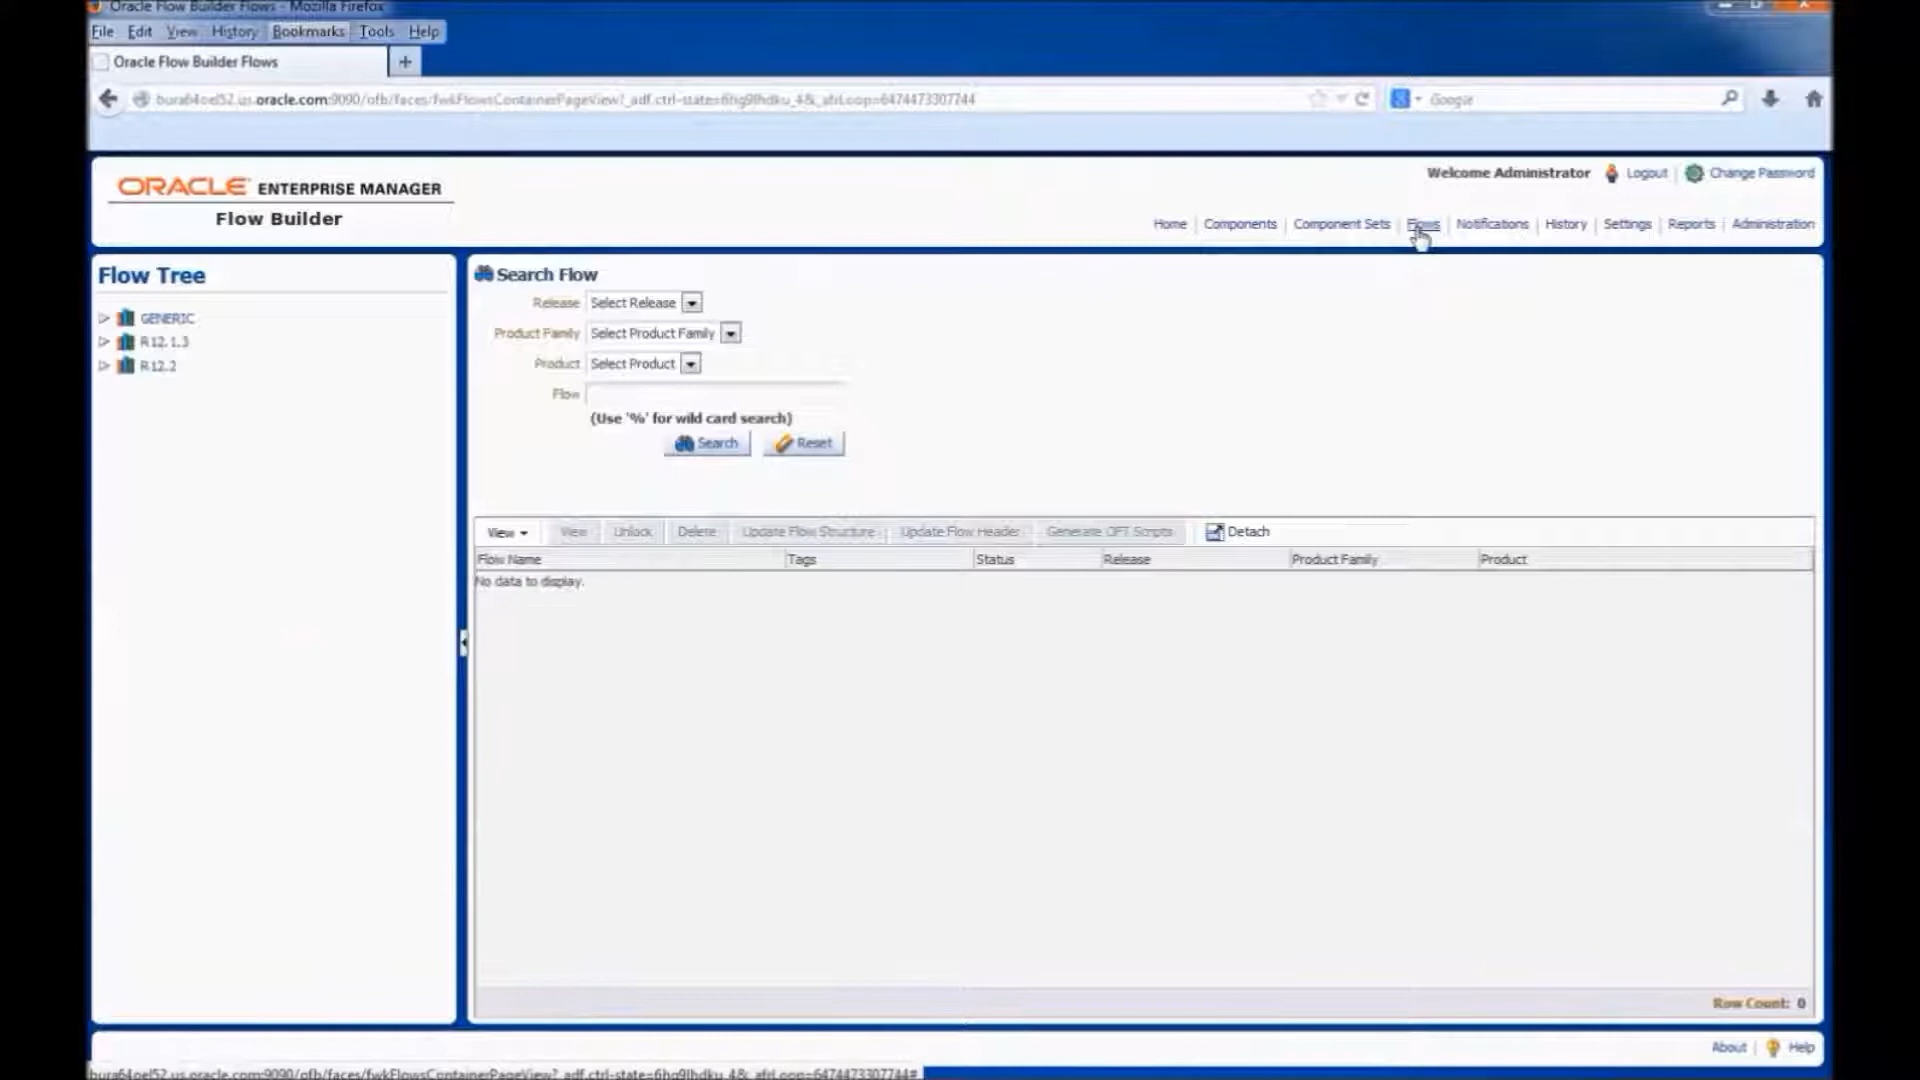 Oracle Flow Builder Flows - Mozilla Firefox
File Edit View History Bookmarks Tools Help
Oracle Flow Builder Flows +
bura64oel52.us.oracle.com:9090/ofb/faces/fwkFlowsContainerPageView?_adf.ctrl-state=6hg9lhdku_4&_afrLoop=6474473307744 Google
ORACLE ENTERPRISE MANAGER
Flow Builder
Welcome Administrator Logout Change Password
Home Components Component Sets Flows Notifications History Settings Reports Administration
Flow Tree
GENERIC
R12.1.3
R12.2
Search Flow
Release Select Release
Product Family Select Product Family
Product Select Product
Flow
(Use '%' for wild card search)
Search Reset
View View Unlock Delete Update Flow Structure Update Flow Header Generate OFT Scripts Detach
Flow Name Tags Status Release Product Family Product
No data to display.
Row Count: 0
About Help
bura64oel52.us.oracle.com:9090/ofb/faces/fwkFlowsContainerPageView?_adf.ctrl-state=6hg9lhdku_4&_afrLoop=6474473307744#